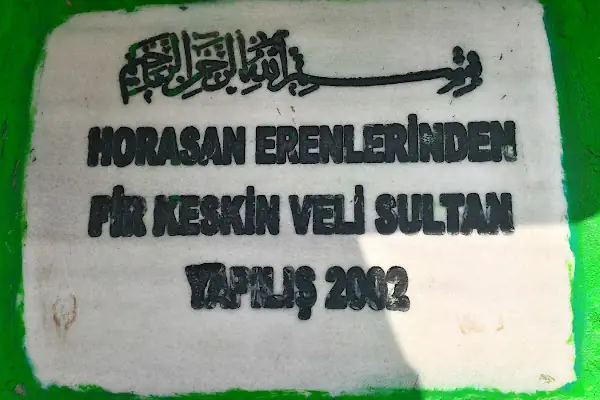 بسم الله الرحمن الرحيم
HORASAN ERENLERİNDEN
PİR KESKİN VELİ SULTAN
YAPILIŞ 2002